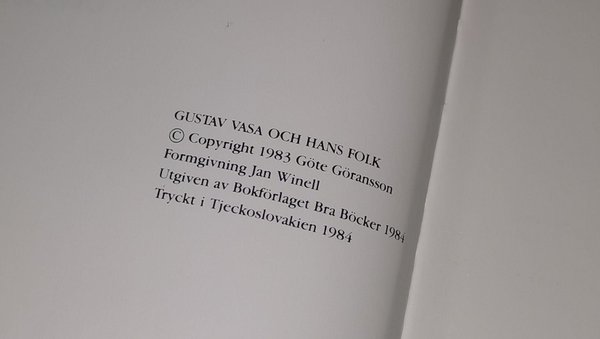 GUSTAV VASA OCH HANS FOLK
© Copyright 1983 Göte Göransson
Formgivning Jan Winell
Utgiven av Bokförlaget Bra Böcker 1984
Tryckt i Tjeckoslovakien 1984